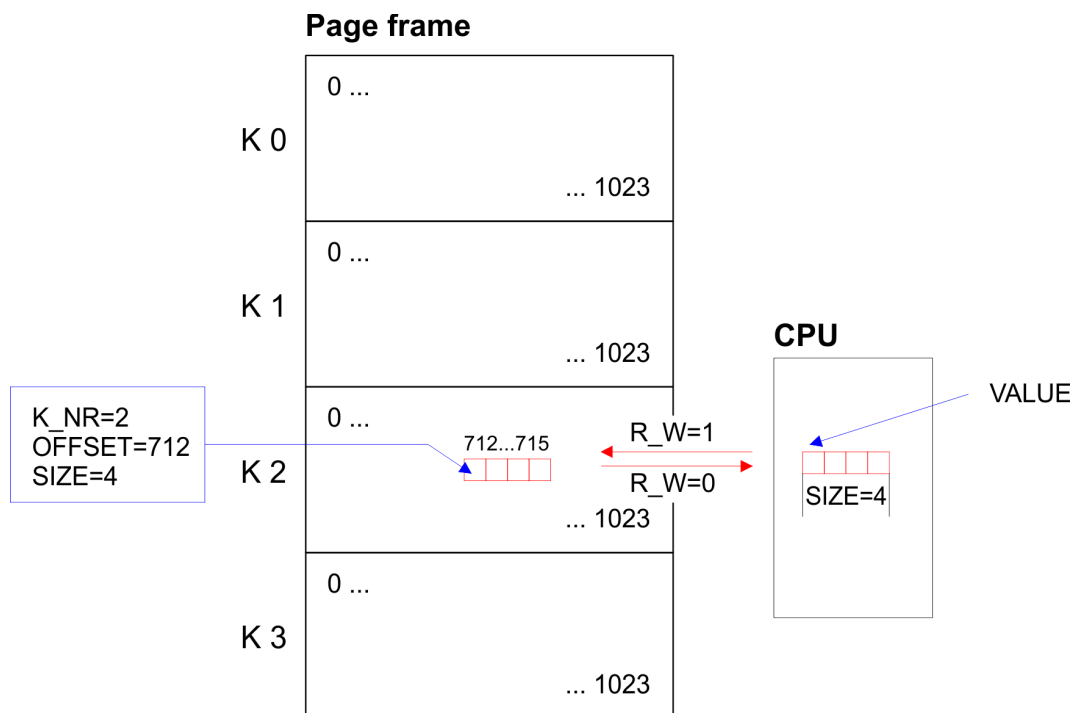 Page frame
0 ...
K 0
... 1023
0 ...
K 1
... 1023
CPU
K_NR=2
OFFSET=712
SIZE=4
0 ...
712...715
K 2
... 1023
R_W=1
R_W=0
VALUE
SIZE=4
0 ...
K 3
... 1023